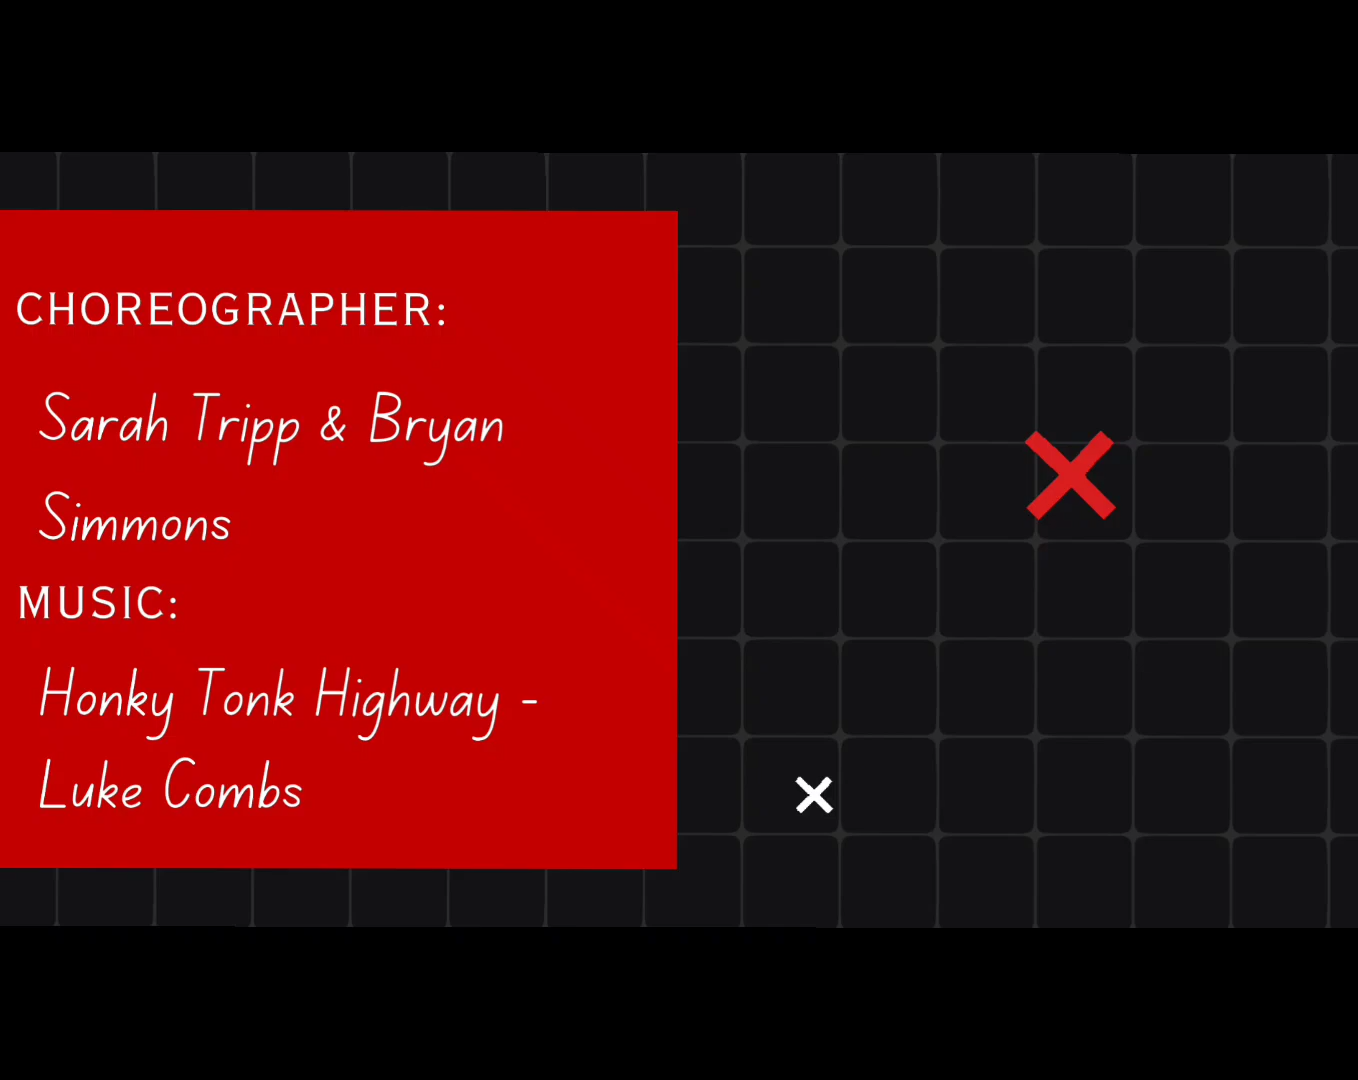 CHOREOGRAPHER:
Sarah Tripp & Bryan
Simmons
MUSIC:
Honky Tonk Highway -
Luke Combs